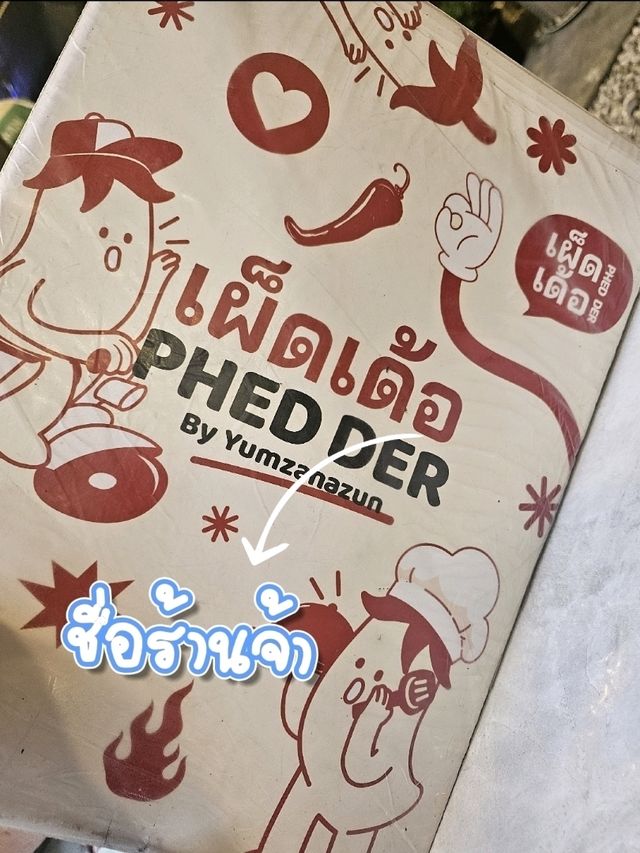 เผ็ด
เด้อ
PHED DER
เผ็ดเด้อ
PHED DER
By Yumzanazun
ชื่อร้านจ้า